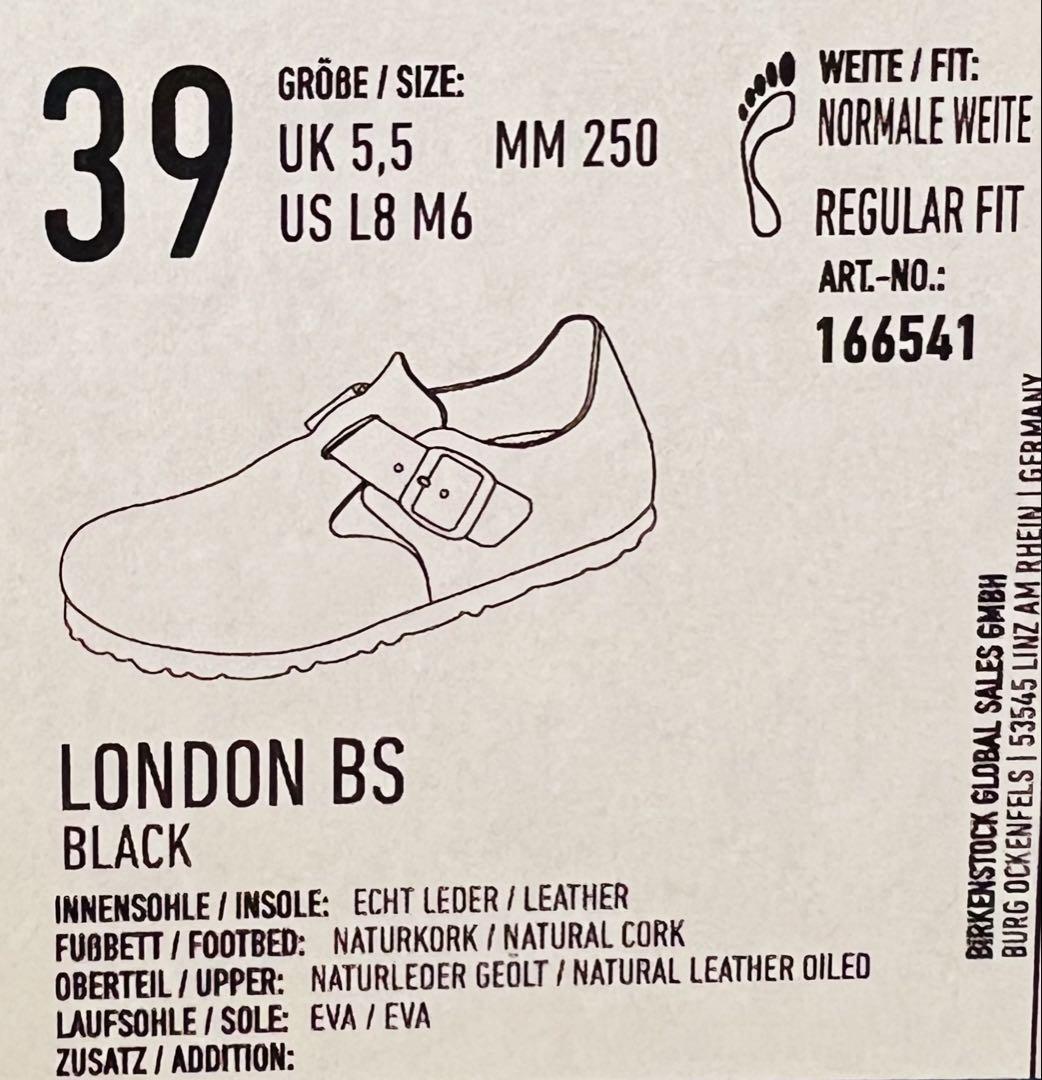 39
GRÖßE / SIZE:
UK 5,5 MM 250
US L8 M6
WEITE / FIT:
NORMALE WEITE
REGULAR FIT
ART.-NO.:
166541
LONDON BS
BLACK
INNENSOHLE / INSOLE: ECHT LEDER / LEATHER
FUßBETT / FOOTBED: NATURKORK / NATURAL CORK
OBERTEIL / UPPER: NATURLEDER GEÖLT / NATURAL LEATHER OILED
LAUFSOHLE / SOLE: EVA / EVA
ZUSATZ / ADDITION:
BIRKENSTOCK GLOBAL SALES GMBH
BURG OCKENFELS | 53545 LINZ AM RHEIN | GERMANY